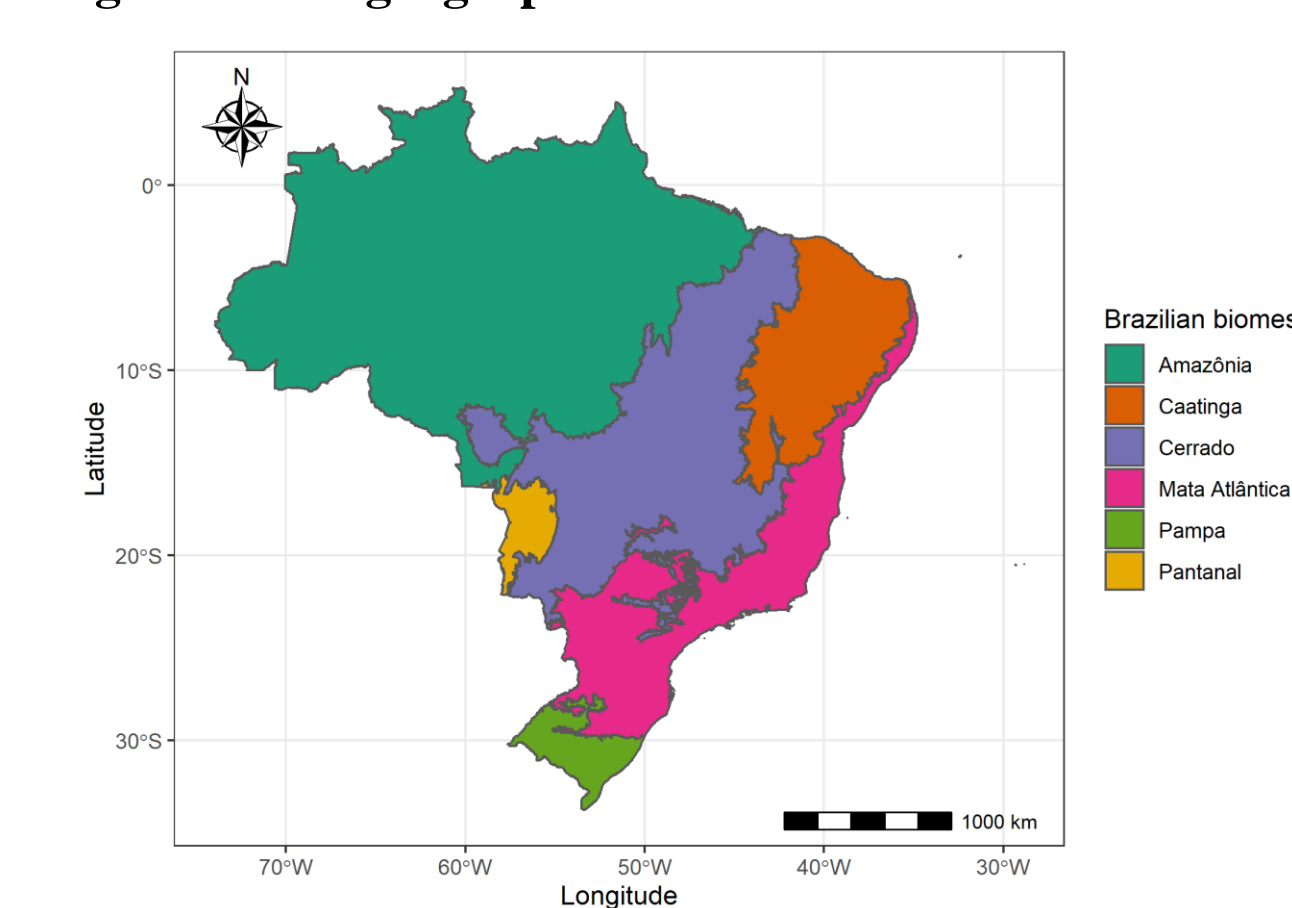 N
0°
10°S
20°S
30°S
Latitude
70°W
60°W
50°W
40°W
30°W
Longitude
1000 km
Brazilian biomes
Amazônia
Caatinga
Cerrado
Mata Atlântica
Pampa
Pantanal